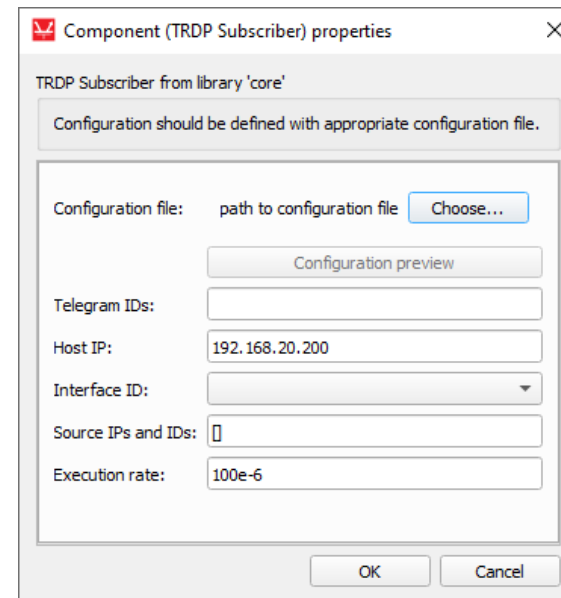 Component (TRDP Subscriber) properties
TRDP Subscriber from library 'core'
Configuration should be defined with appropriate configuration file.
Configuration file: path to configuration file Choose...
Configuration preview
Telegram IDs:
Host IP: 192.168.20.200
Interface ID:
Source IPs and IDs: []
Execution rate: 100e-6
OK Cancel